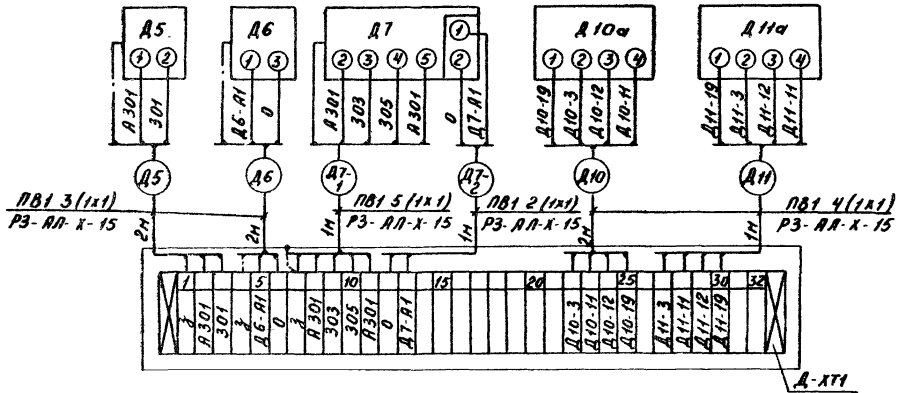 Д5 Д6 Д7 1 Д10а Д11а
1 2 1 3 2 3 4 5 2 1 2 3 4 1 2 3 4
А301 301 Д6-А1 0 А301 303 305 А301 0 Д7-А1 Д10-19 Д10-3 Д10-12 Д10-11 Д11-19 Д11-3 Д11-12 Д11-11
Д5 Д6 Д7-1 Д7-2 Д10 Д11
ПВ1 3(1х1) ПВ1 5(1х1) ПВ1 2(1х1) ПВ1 4(1х1)
РЗ-АЛ-Х-15 РЗ-АЛ-Х-15 РЗ-АЛ-Х-15 РЗ-АЛ-Х-15
2м 2м 1м 1м 2м 1м
1 5 10 15 20 25 30 32
З А301 301 З Д6-А1 0 З А301 303 305 А301 0 Д7-А1 Д10-3 Д10-11 Д10-12 Д10-19 Д11-3 Д11-11 Д11-12 Д11-19
Д-ХТ1